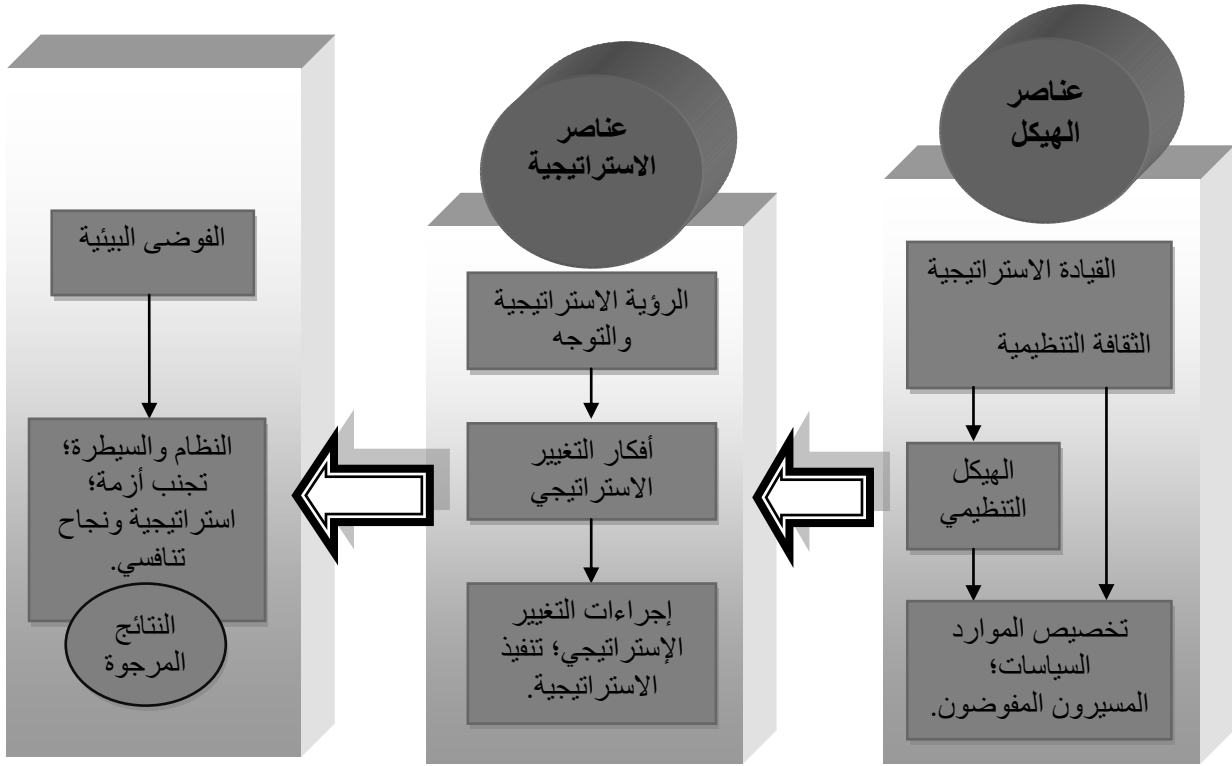 عناصر
الهيكل
القيادة الاستراتيجية
الثقافة التنظيمية
الهيكل
التنظيمي
تخصيص الموارد
السياسات؛
المسيرون المفوضون.
عناصر
الاستراتيجية
الرؤية الاستراتيجية
والتوجه
أفكار التغيير
الاستراتيجي
إجراءات التغيير
الإستراتيجي؛ تنفيذ
الاستراتيجية.
الفوضى البيئية
النظام والسيطرة؛
تجنب أزمة؛
استراتيجية ونجاح
تنافسي.
النتائج
المرجوة